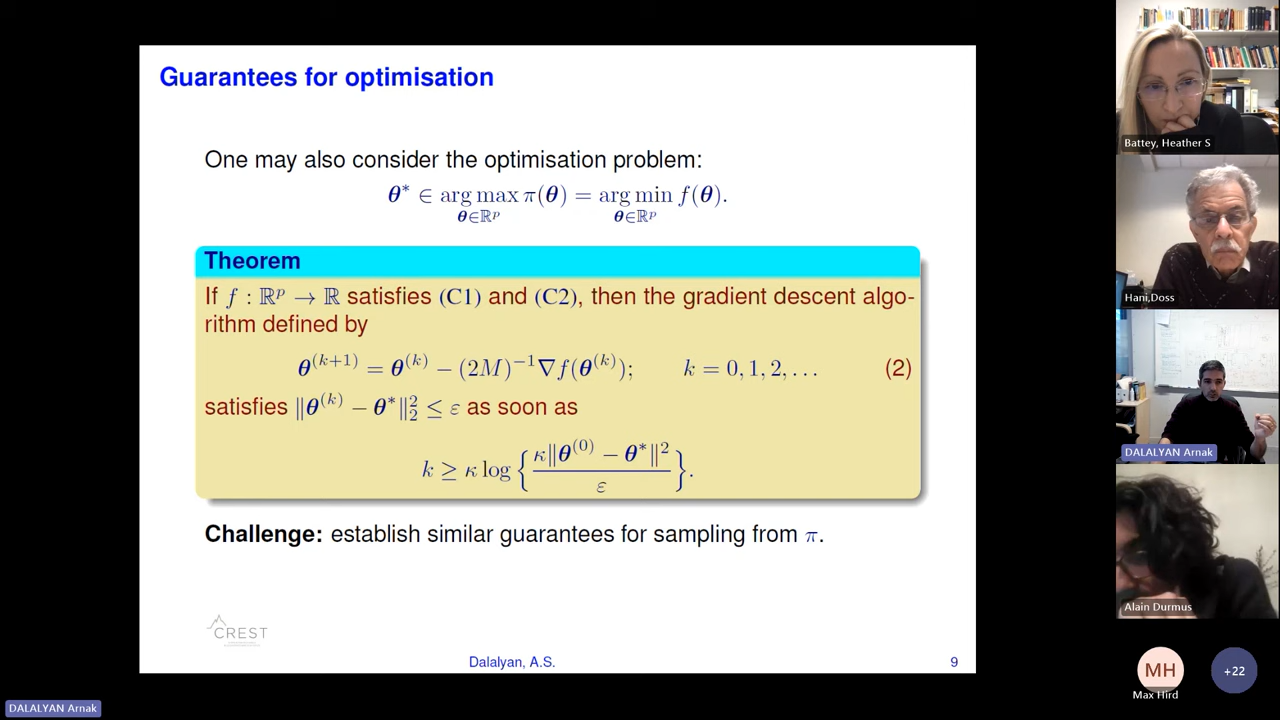 Guarantees for optimisation
One may also consider the optimisation problem:
θ* ∈ arg max π(θ) = arg min f(θ).
θ∈ℝᵖ θ∈ℝᵖ
Theorem
If f : ℝᵖ → ℝ satisfies (C1) and (C2), then the gradient descent algo-
rithm defined by
θ⁽ᵏ⁺¹⁾ = θ⁽ᵏ⁾ − (2M)⁻¹∇f(θ⁽ᵏ⁾); k = 0, 1, 2, . . . (2)
satisfies ‖θ⁽ᵏ⁾ − θ*‖₂² ≤ ε as soon as
k ≥ κ log { κ‖θ⁽⁰⁾ − θ*‖² / ε }.
Challenge: establish similar guarantees for sampling from π.
CREST
Dalalyan, A.S.
9
Battey, Heather S
Hani,Doss
DALALYAN Arnak
Alain Durmus
MH
+22
Max Hird
DALALYAN Arnak